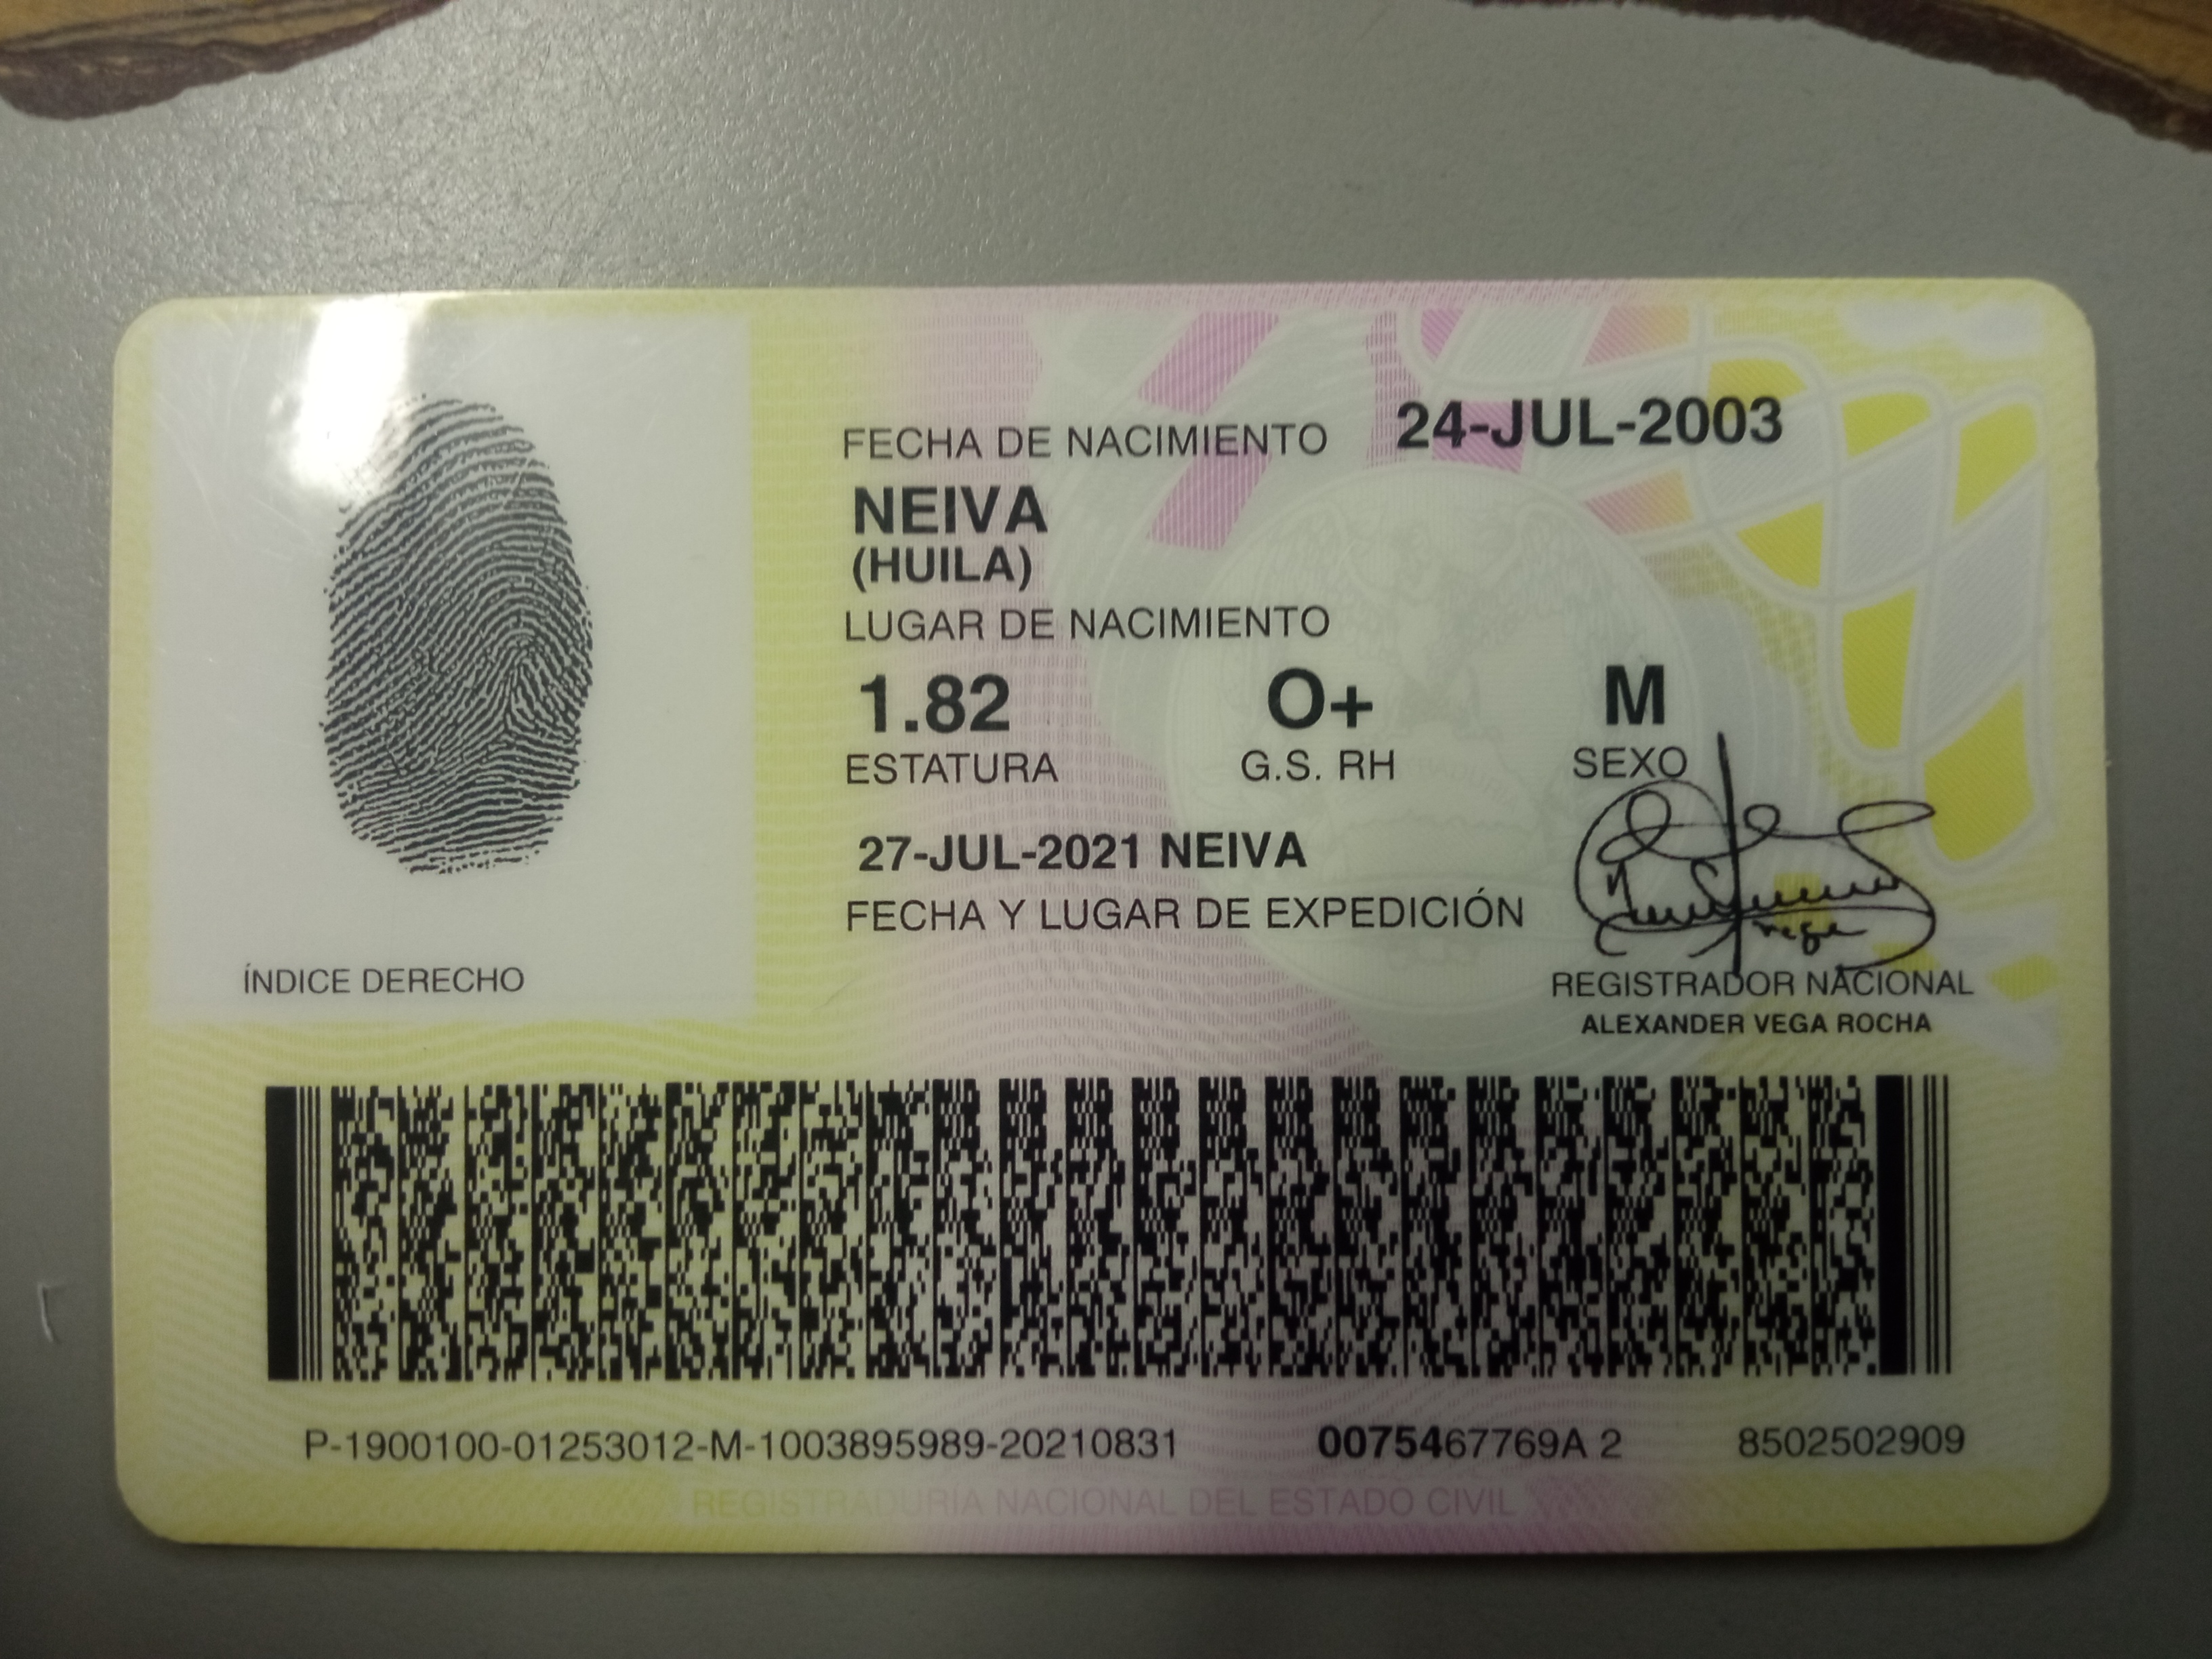 FECHA DE NACIMIENTO 24-JUL-2003
NEIVA
(HUILA)
LUGAR DE NACIMIENTO
1.82 O+ M
ESTATURA G.S. RH SEXO
27-JUL-2021 NEIVA
FECHA Y LUGAR DE EXPEDICIÓN
ÍNDICE DERECHO
REGISTRADOR NACIONAL
ALEXANDER VEGA ROCHA
P-1900100-01253012-M-1003895989-20210831 0075467769A 2 8502502909
REGISTRADURÍA NACIONAL DEL ESTADO CIVIL